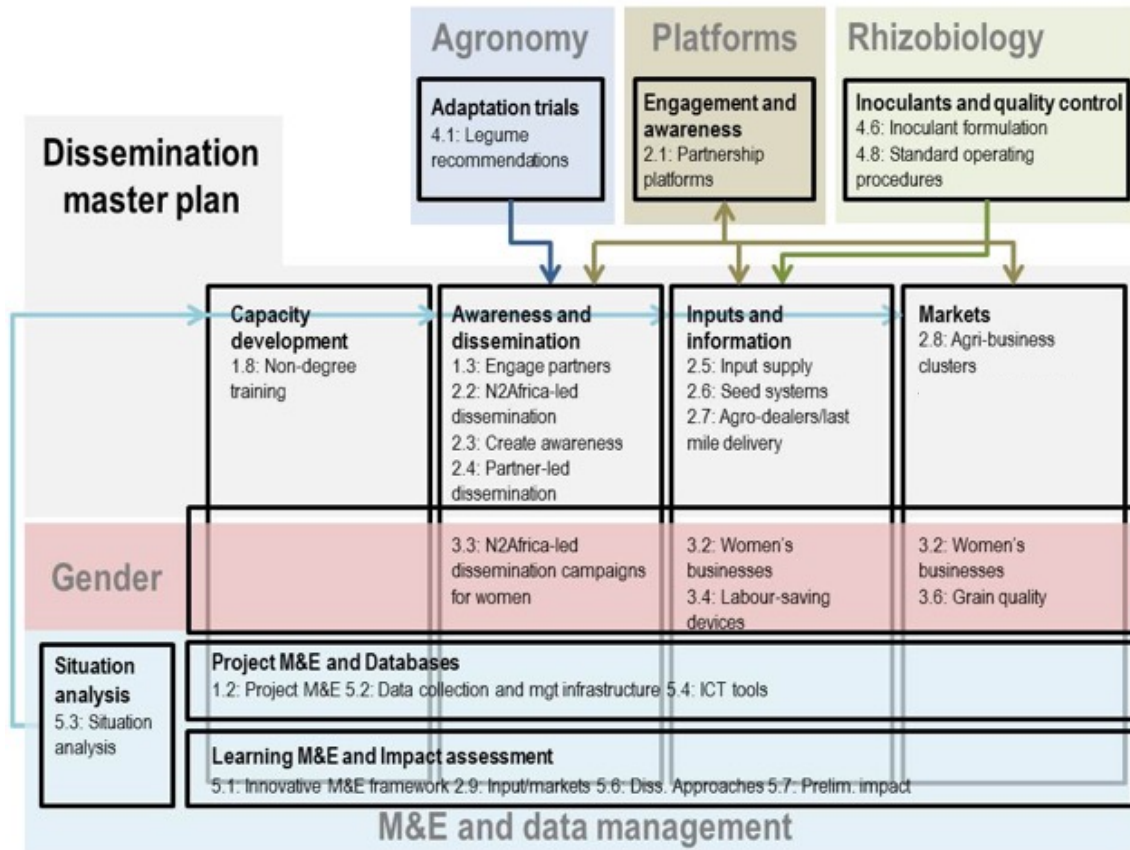 Agronomy
Platforms
Rhizobiology
Adaptation trials
4.1: Legume
recommendations
Engagement and
awareness
2.1: Partnership
platforms
Inoculants and quality control
4.6: Inoculant formulation
4.8: Standard operating
procedures
Dissemination
master plan
Capacity
development
1.8: Non-degree
training
Awareness and
dissemination
1.3: Engage partners
2.2: N2Africa-led
dissemination
2.3: Create awareness
2.4: Partner-led
dissemination
Inputs and
information
2.5: Input supply
2.6: Seed systems
2.7: Agro-dealers/last
mile delivery
Markets
2.8: Agri-business
clusters
Gender
3.3: N2Africa-led
dissemination campaigns
for women
3.2: Women's
businesses
3.4: Labour-saving
devices
3.2: Women's
businesses
3.6: Grain quality
Situation
analysis
5.3: Situation
analysis
Project M&E and Databases
1.2: Project M&E 5.2: Data collection and mgt infrastructure 5.4: ICT tools
Learning M&E and Impact assessment
5.1: Innovative M&E framework 2.9: Input/markets 5.6: Diss. Approaches 5.7: Prelim. impact
M&E and data management